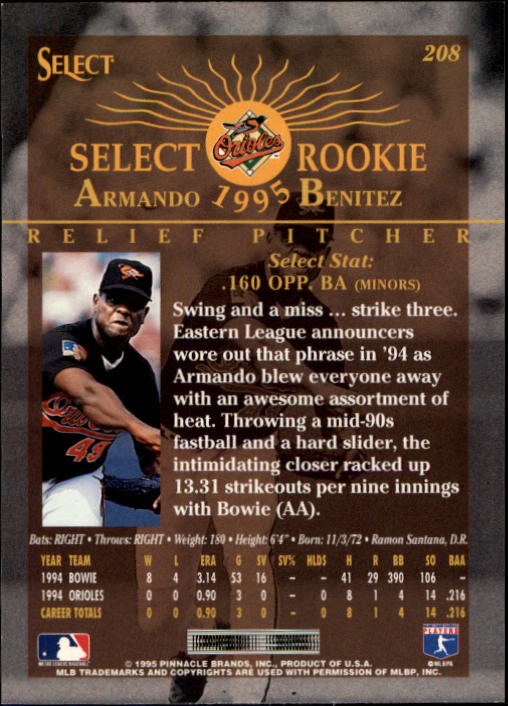 SELECT
208
Orioles
SELECT ROOKIE
ARMANDO 1995 BENITEZ
RELIEF PITCHER
Select Stat:
.160 OPP. BA (MINORS)
Swing and a miss ... strike three.
Eastern League announcers
wore out that phrase in '94 as
Armando blew everyone away
with an awesome assortment of
heat. Throwing a mid-90s
fastball and a hard slider, the
intimidating closer racked up
13.31 strikeouts per nine innings
with Bowie (AA).
49
Bats: RIGHT • Throws: RIGHT • Weight: 180 • Height: 6'4" • Born: 11/3/72 • Ramon Santana, D.R.
YEAR TEAM W L ERA G SV SV% HLDS H R BB SO BAA
1994 BOWIE 8 4 3.14 53 16 – – 41 29 390 106 –
1994 ORIOLES 0 0 0.90 3 0 – 0 8 1 4 14 .216
CAREER TOTALS 0 0 0.90 3 0 – 0 8 1 4 14 .216
MAJOR LEAGUE BASEBALL
PLAYERS
© MLBPA
© 1995 PINNACLE BRANDS, INC., PRODUCT OF U.S.A.
MLB TRADEMARKS AND COPYRIGHTS ARE USED WITH PERMISSION OF MLBP, INC.